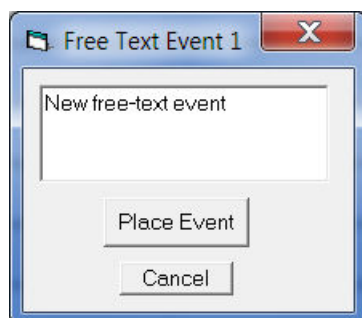 Free Text Event 1
X
New free-text event
Place Event
Cancel